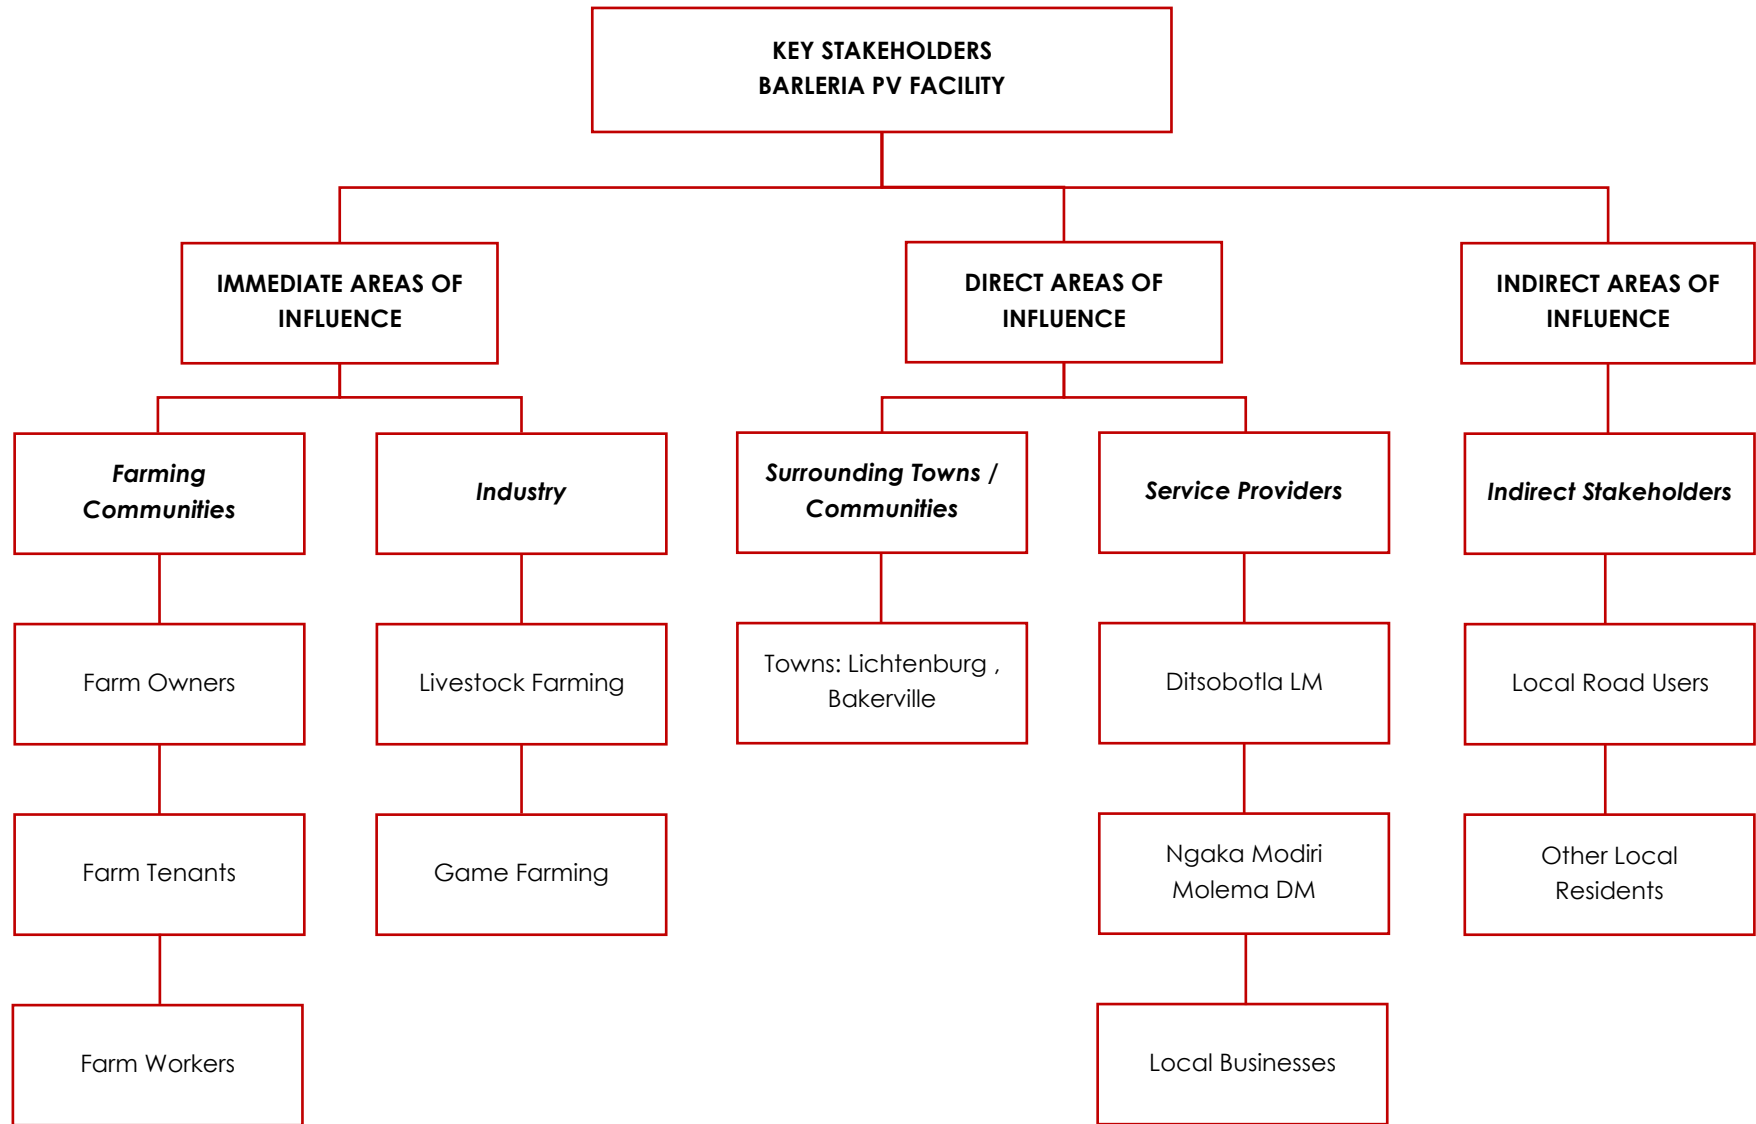 KEY STAKEHOLDERS
BARLERIA PV FACILITY
IMMEDIATE AREAS OF
INFLUENCE
DIRECT AREAS OF
INFLUENCE
INDIRECT AREAS OF
INFLUENCE
Farming
Communities
Industry
Surrounding Towns /
Communities
Service Providers
Indirect Stakeholders
Farm Owners
Livestock Farming
Towns: Lichtenburg ,
Bakerville
Ditsobotla LM
Local Road Users
Farm Tenants
Game Farming
Ngaka Modiri
Molema DM
Other Local
Residents
Farm Workers
Local Businesses